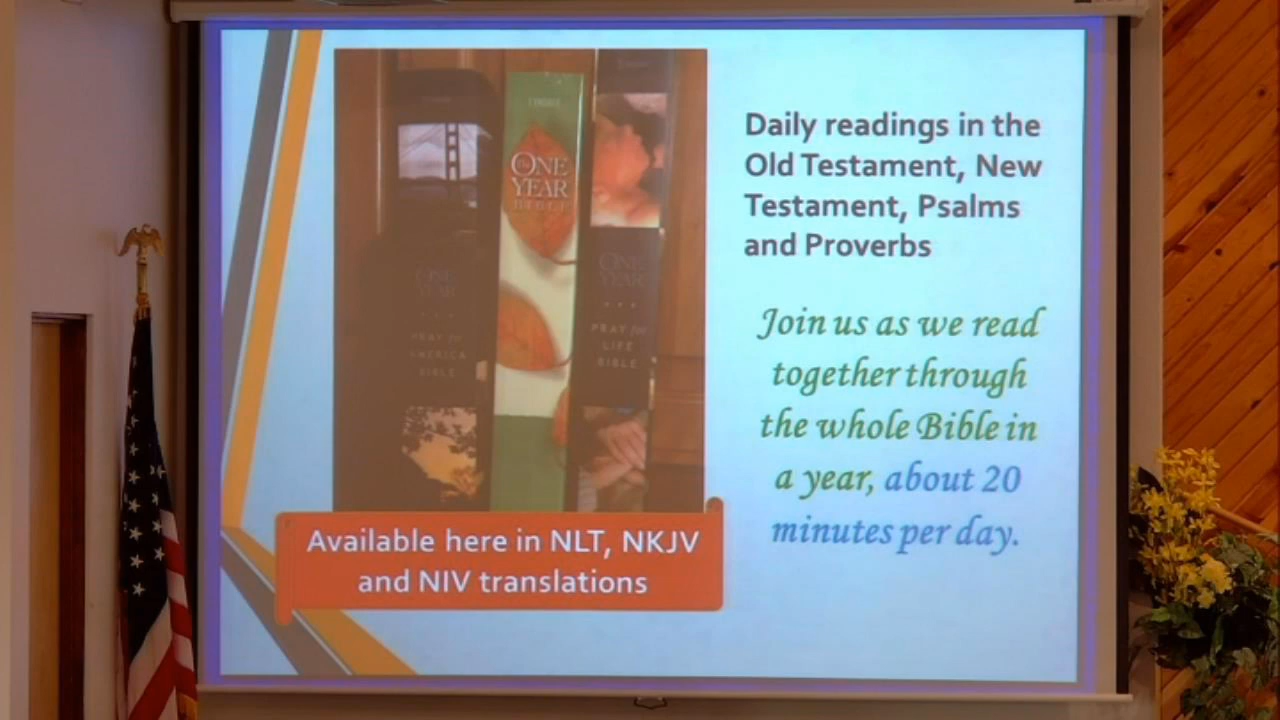 Daily readings in the
Old Testament, New
Testament, Psalms
and Proverbs
Join us as we read
together through
the whole Bible in
a year, about 20
minutes per day.
The ONE
YEAR
BIBLE
ONE
YEAR
PRAY for
AMERICA
BIBLE
ONE
YEAR
PRAY for
LIFE
BIBLE
Available here in NLT, NKJV
and NIV translations